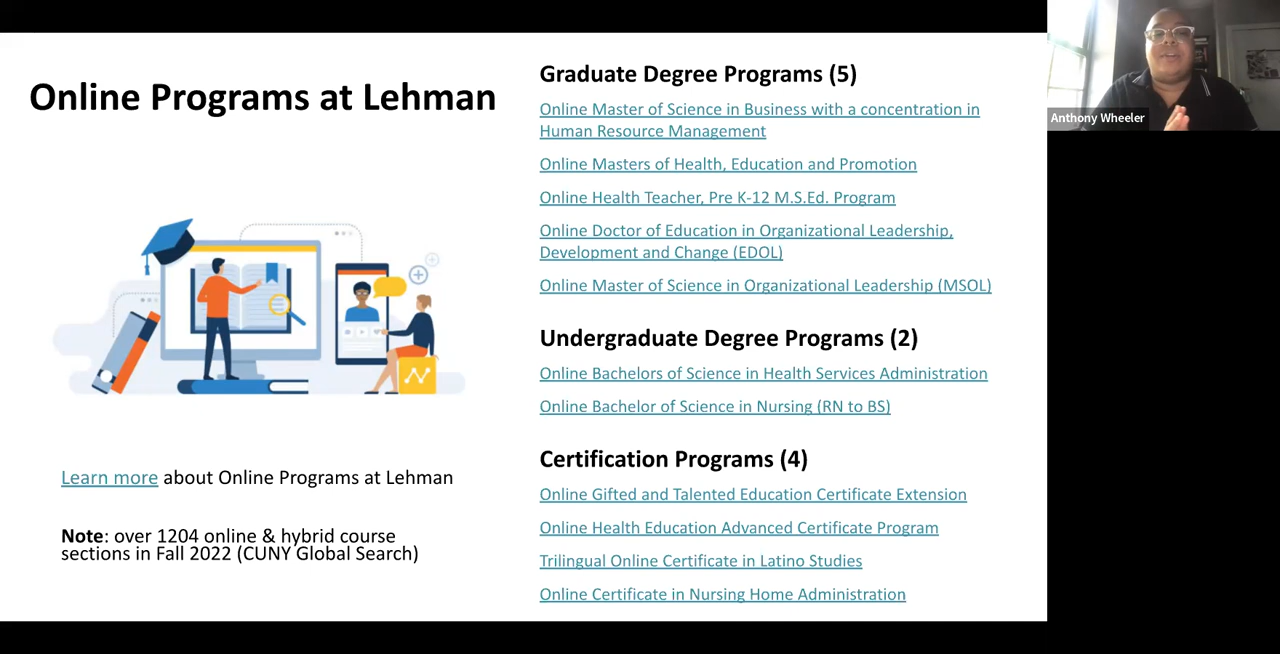 Online Programs at Lehman
Learn more about Online Programs at Lehman
Note: over 1204 online & hybrid course
sections in Fall 2022 (CUNY Global Search)
Graduate Degree Programs (5)
Online Master of Science in Business with a concentration in
Human Resource Management
Online Masters of Health, Education and Promotion
Online Health Teacher, Pre K-12 M.S.Ed. Program
Online Doctor of Education in Organizational Leadership,
Development and Change (EDOL)
Online Master of Science in Organizational Leadership (MSOL)
Undergraduate Degree Programs (2)
Online Bachelors of Science in Health Services Administration
Online Bachelor of Science in Nursing (RN to BS)
Certification Programs (4)
Online Gifted and Talented Education Certificate Extension
Online Health Education Advanced Certificate Program
Trilingual Online Certificate in Latino Studies
Online Certificate in Nursing Home Administration
Anthony Wheeler